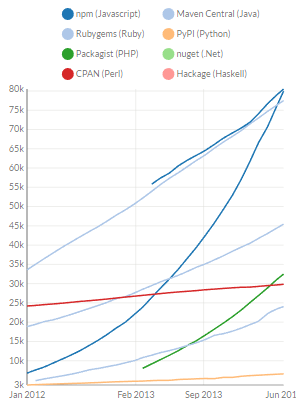 npm (Javascript) Maven Central (Java)
Rubygems (Ruby) PyPI (Python)
Packagist (PHP) nuget (.Net)
CPAN (Perl) Hackage (Haskell)
80k
75k
70k
65k
60k
55k
50k
45k
40k
35k
30k
25k
20k
15k
10k
3k
Jan 2012 Feb 2013 Sep 2013 Jun 201